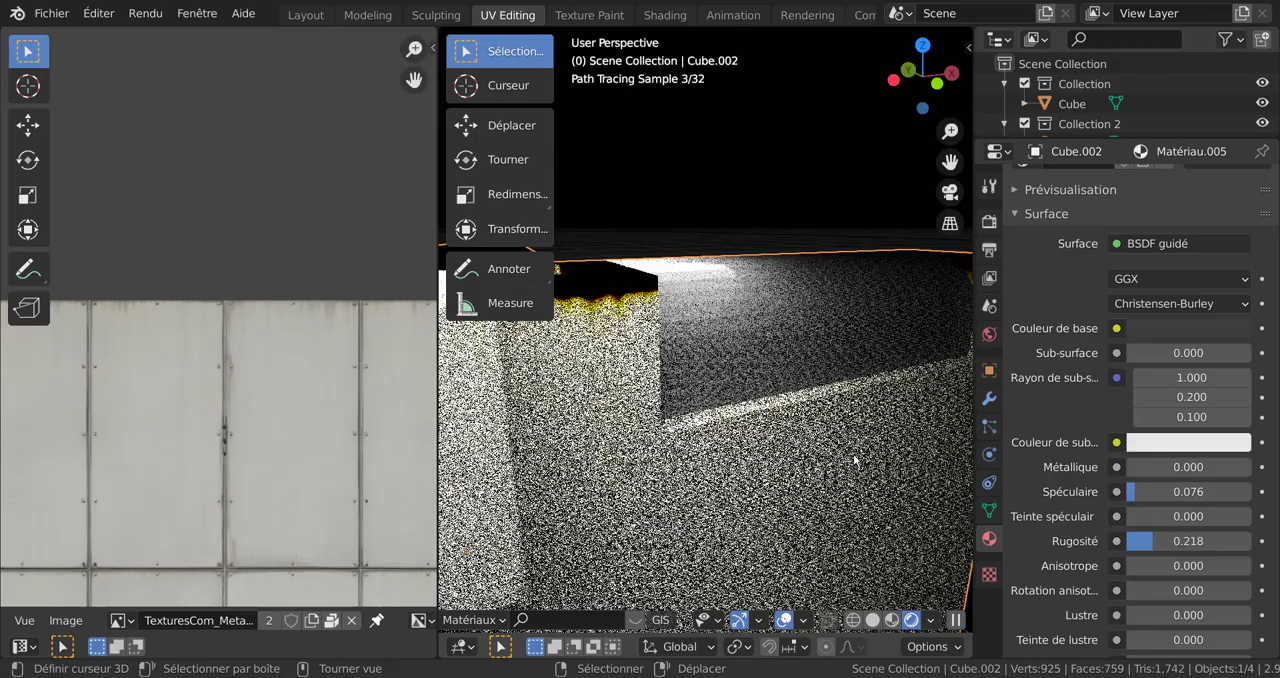 Fichier Éditer Rendu Fenêtre Aide Layout Modeling Sculpting UV Editing Texture Paint Shading Animation Rendering Com Scene View Layer
Sélection...
Curseur
Déplacer
Tourner
Redimens...
Transform...
Annoter
Measure
User Perspective
(0) Scene Collection | Cube.002
Path Tracing Sample 3/32
Z
Y
X
Scene Collection
Collection
Cube
Collection 2
Cube.002 Matériau.005
Prévisualisation
Surface
Surface BSDF guidé
GGX
Christensen-Burley
Couleur de base
Sub-surface 0.000
Rayon de sub-s... 1.000
0.200
0.100
Couleur de sub...
Métallique 0.000
Spéculaire 0.076
Teinte spéculair 0.000
Rugosité 0.218
Anisotrope 0.000
Rotation anisot... 0.000
Lustre 0.000
Teinte de lustre 0.000
Vue Image TexturesCom_Meta... 2 Matériaux GIS
Global Options
Définir curseur 3D Sélectionner par boîte Tourner vue Sélectionner Déplacer Scene Collection | Cube.002 | Verts:925 | Faces:759 | Tris:1,742 | Objects:1/4 | 2.9